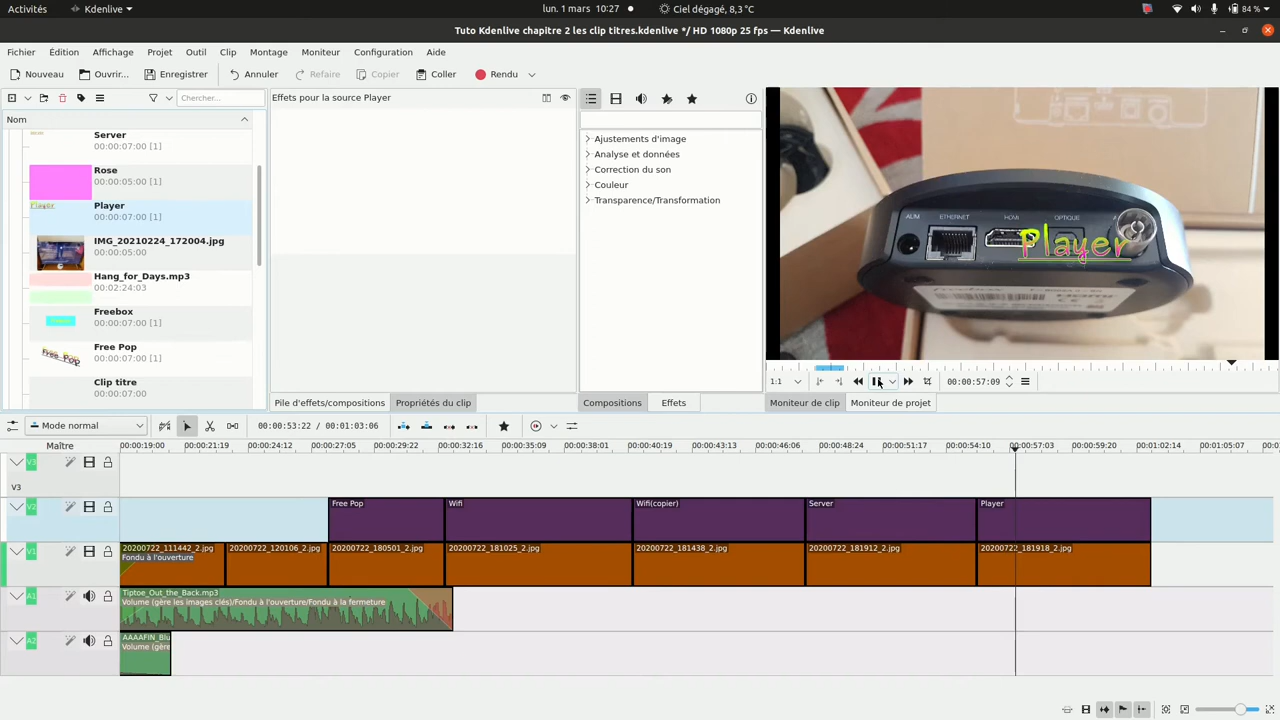 Activités Kdenlive lun. 1 mars 10:27 Ciel dégagé, 8,3 °C 84 %
Tuto Kdenlive chapitre 2 les clip titres.kdenlive */ HD 1080p 25 fps — Kdenlive
Fichier Édition Affichage Projet Outil Clip Montage Moniteur Configuration Aide
Nouveau Ouvrir... Enregistrer Annuler Refaire Copier Coller Rendu
Chercher... Effets pour la source Player
Nom
Server
00:00:07:00 [1]
Rose
00:00:05:00 [1]
Player
00:00:07:00 [1]
IMG_20210224_172004.jpg
00:00:05:00
Hang_for_Days.mp3
00:02:24:03
Freebox
00:00:07:00 [1]
Free Pop
00:00:07:00 [1]
Clip titre
00:00:07:00
Ajustements d'image
Analyse et données
Correction du son
Couleur
Transparence/Transformation
ALIM ETHERNET HDMI OPTIQUE
Player
1:1 00:00:57:09
Pile d'effets/compositions Propriétés du clip Compositions Effets Moniteur de clip Moniteur de projet
Mode normal 00:00:53:22 / 00:01:03:06
Maître 00:00:19:00 00:00:21:19 00:00:24:12 00:00:27:05 00:00:29:22 00:00:32:16 00:00:35:09 00:00:38:01 00:00:40:19 00:00:43:13 00:00:46:06 00:00:48:24 00:00:51:17 00:00:54:10 00:00:57:03 00:00:59:20 00:01:02:14 00:01:05:07 00:0
V3
V3
V2 Free Pop Wifi Wifi(copier) Server Player
V1 20200722_111442_2.jpg 20200722_120106_2.jpg 20200722_180501_2.jpg 20200722_181025_2.jpg 20200722_181438_2.jpg 20200722_181912_2.jpg 20200722_181918_2.jpg
Fondu à l'ouverture
A1 Tiptoe_Out_the_Back.mp3
Volume (gère les images clés)/Fondu à l'ouverture/Fondu à la fermeture
A2 AAAAFIN_Blu
Volume (gère